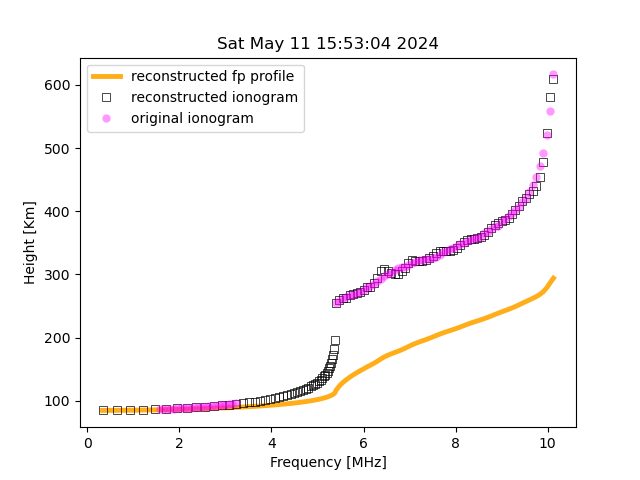 Sat May 11 15:53:04 2024
reconstructed fp profile
reconstructed ionogram
original ionogram
Height [Km]
600
500
400
300
200
100
0 2 4 6 8 10
Frequency [MHz]